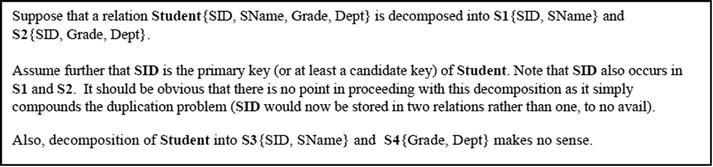 Suppose that a relation Student{SID, SName, Grade, Dept} is decomposed into S1{SID, SName} and
S2{SID, Grade, Dept}.
Assume further that SID is the primary key (or at least a candidate key) of Student. Note that SID also occurs in
S1 and S2. It should be obvious that there is no point in proceeding with this decomposition as it simply
compounds the duplication problem (SID would now be stored in two relations rather than one, to no avail).
Also, decomposition of Student into S3{SID, SName} and S4{Grade, Dept} makes no sense.